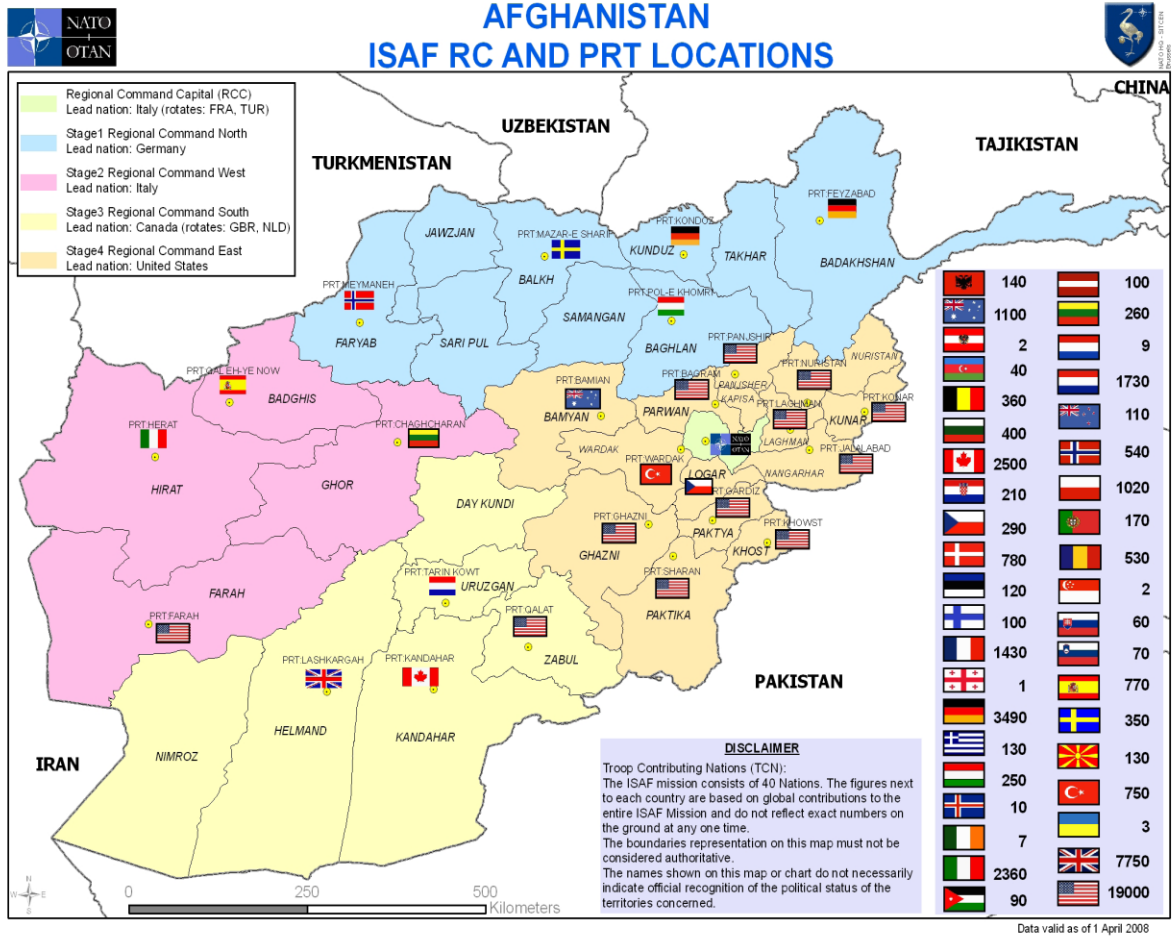 NATO
OTAN
AFGHANISTAN
ISAF RC AND PRT LOCATIONS
NATO HQ - SITCEN
Brussels
Regional Command Capital (RCC)
Lead nation: Italy (rotates: FRA, TUR)
Stage1 Regional Command North
Lead nation: Germany
Stage2 Regional Command West
Lead nation: Italy
Stage3 Regional Command South
Lead nation: Canada (rotates: GBR, NLD)
Stage4 Regional Command East
Lead nation: United States
CHINA
UZBEKISTAN
TAJIKISTAN
TURKMENISTAN
PRT.FEYZABAD
PRT.KONDOZ
JAWZJAN
PRT.MAZAR-E SHARIF
KUNDUZ
TAKHAR
BADAKHSHAN
BALKH
PRT.MEYMANEH
PRT.POL-E KHOMRI
SAMANGAN
FARYAB
SARI PUL
BAGHLAN
PRT.PANJSHIR
NURISTAN
PRT.NURISTAN
PRT.QAL'EH-YE NOW
BADGHIS
PRT.BAMIAN
PRT.BAGRAM
PANJSHER
KAPISA
PRT.LAGHMAN
PRT.KONAR
BAMYAN
PARWAN
KUNAR
PRT.HERAT
PRT.CHAGHCHARAN
NATO
OTAN
LAGHMAN
WARDAK
PRT.WARDAK
PRT.JALALABAD
LOGAR
NANGARHAR
HIRAT
GHOR
DAY KUNDI
PRT.GARDIZ
PRT.GHAZNI
PAKTYA
PRT.KHOWST
GHAZNI
KHOST
PRT.TARIN KOWT
URUZGAN
PRT.SHARAN
FARAH
PRT.FARAH
PRT.QALAT
PAKTIKA
ZABUL
PRT.LASHKARGAH
PRT.KANDAHAR
PAKISTAN
HELMAND
KANDAHAR
NIMROZ
IRAN
140
1100
2
40
360
400
2500
210
290
780
120
100
1430
1
3490
130
250
10
7
2360
90
100
260
9
1730
110
540
1020
170
530
2
60
70
770
350
130
750
3
7750
19000
DISCLAIMER
Troop Contributing Nations (TCN):
The ISAF mission consists of 40 Nations. The figures next
to each country are based on global contributions to the
entire ISAF Mission and do not reflect exact numbers on
the ground at any one time.
The boundaries representation on this map must not be
considered authoritative.
The names shown on this map or chart do not necessarily
indicate official recognition of the political status of the
territories concerned.
N
W
E
S
0
250
500
Kilometers
Data valid as of 1 April 2008